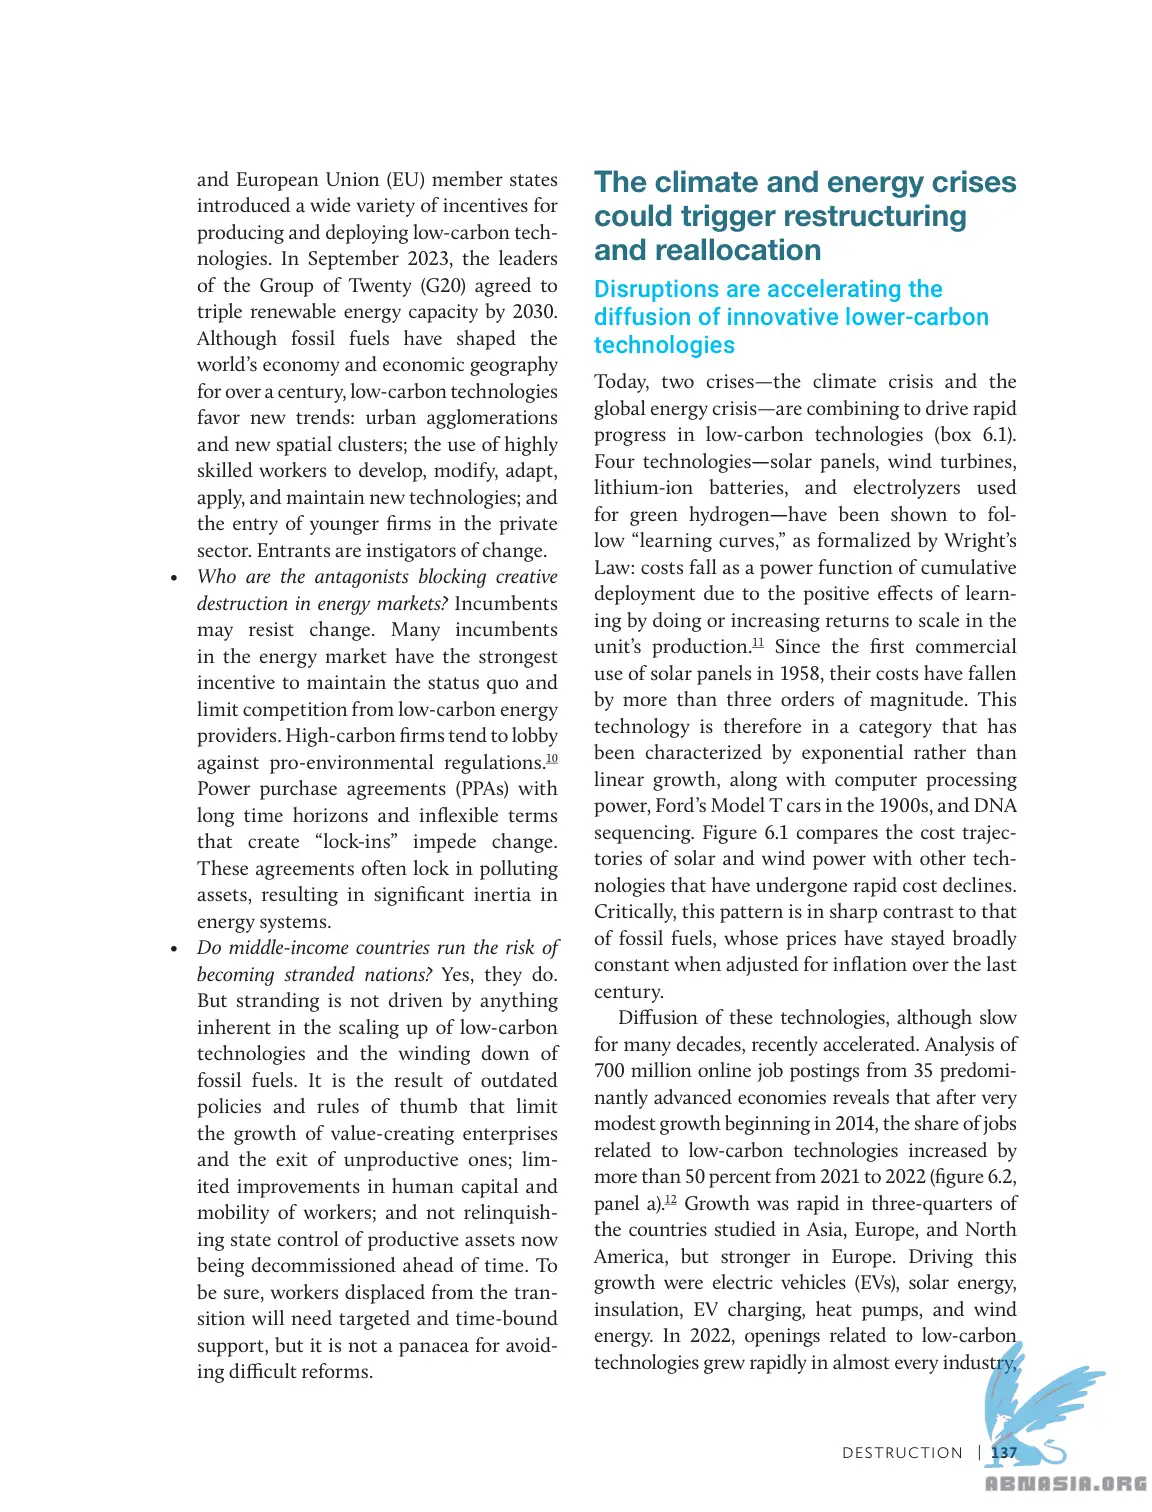 and European Union (EU) member states
introduced a wide variety of incentives for
producing and deploying low-carbon tech-
nologies. In September 2023, the leaders
of the Group of Twenty (G20) agreed to
triple renewable energy capacity by 2030.
Although fossil fuels have shaped the
world’s economy and economic geography
for over a century, low-carbon technologies
favor new trends: urban agglomerations
and new spatial clusters; the use of highly
skilled workers to develop, modify, adapt,
apply, and maintain new technologies; and
the entry of younger firms in the private
sector. Entrants are instigators of change.
• Who are the antagonists blocking creative
destruction in energy markets? Incumbents
may resist change. Many incumbents
in the energy market have the strongest
incentive to maintain the status quo and
limit competition from low-carbon energy
providers. High-carbon firms tend to lobby
against pro-environmental regulations.10
Power purchase agreements (PPAs) with
long time horizons and inflexible terms
that create “lock-ins” impede change.
These agreements often lock in polluting
assets, resulting in significant inertia in
energy systems.
• Do middle-income countries run the risk of
becoming stranded nations? Yes, they do.
But stranding is not driven by anything
inherent in the scaling up of low-carbon
technologies and the winding down of
fossil fuels. It is the result of outdated
policies and rules of thumb that limit
the growth of value-creating enterprises
and the exit of unproductive ones; lim-
ited improvements in human capital and
mobility of workers; and not relinquish-
ing state control of productive assets now
being decommissioned ahead of time. To
be sure, workers displaced from the tran-
sition will need targeted and time-bound
support, but it is not a panacea for avoid-
ing difficult reforms.
The climate and energy crises
could trigger restructuring
and reallocation
Disruptions are accelerating the
diffusion of innovative lower-carbon
technologies
Today, two crises—the climate crisis and the
global energy crisis—are combining to drive rapid
progress in low-carbon technologies (box 6.1).
Four technologies—solar panels, wind turbines,
lithium-ion batteries, and electrolyzers used
for green hydrogen—have been shown to fol-
low “learning curves,” as formalized by Wright’s
Law: costs fall as a power function of cumulative
deployment due to the positive effects of learn-
ing by doing or increasing returns to scale in the
unit’s production.11 Since the first commercial
use of solar panels in 1958, their costs have fallen
by more than three orders of magnitude. This
technology is therefore in a category that has
been characterized by exponential rather than
linear growth, along with computer processing
power, Ford’s Model T cars in the 1900s, and DNA
sequencing. Figure 6.1 compares the cost trajec-
tories of solar and wind power with other tech-
nologies that have undergone rapid cost declines.
Critically, this pattern is in sharp contrast to that
of fossil fuels, whose prices have stayed broadly
constant when adjusted for inflation over the last
century.
Diffusion of these technologies, although slow
for many decades, recently accelerated. Analysis of
700 million online job postings from 35 predomi-
nantly advanced economies reveals that after very
modest growth beginning in 2014, the share of jobs
related to low-carbon technologies increased by
more than 50 percent from 2021 to 2022 (figure 6.2,
panel a).12 Growth was rapid in three-quarters of
the countries studied in Asia, Europe, and North
America, but stronger in Europe. Driving this
growth were electric vehicles (EVs), solar energy,
insulation, EV charging, heat pumps, and wind
energy. In 2022, openings related to low-carbon
technologies grew rapidly in almost every industry,
DESTRUCTION | 137
ABNASIA.ORG